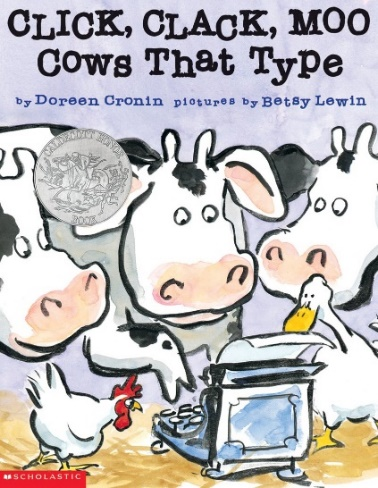 CLICK, CLACK, MOO
COWS THAT TYPE
by Doreen Cronin pictures by Betsy Lewin
SCHOLASTIC